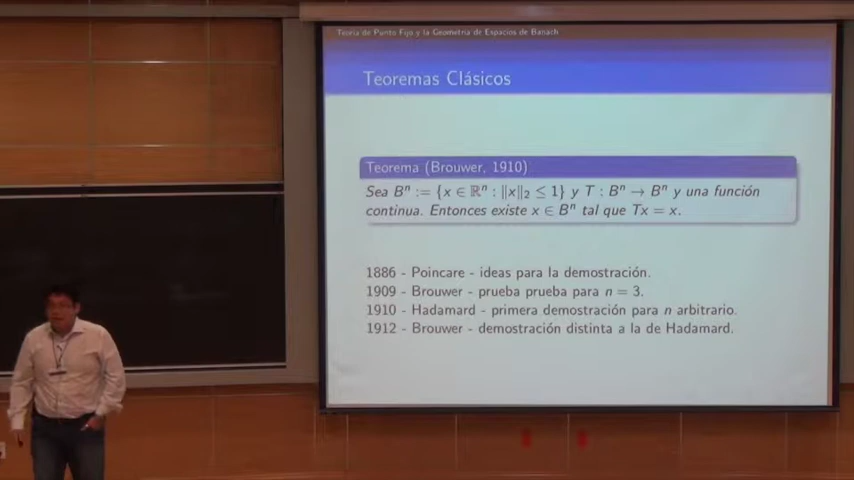 Teoría de Punto Fijo y la Geometría de Espacios de Banach
Teoremas Clásicos
Teorema (Brouwer, 1910)
Sea Bⁿ := {x ∈ ℝⁿ : ‖x‖₂ ≤ 1} y T : Bⁿ → Bⁿ y una función
continua. Entonces existe x ∈ Bⁿ tal que Tx = x.
1886 - Poincare - ideas para la demostración.
1909 - Brouwer - prueba prueba para n = 3.
1910 - Hadamard - primera demostración para n arbitrario.
1912 - Brouwer - demostración distinta a la de Hadamard.